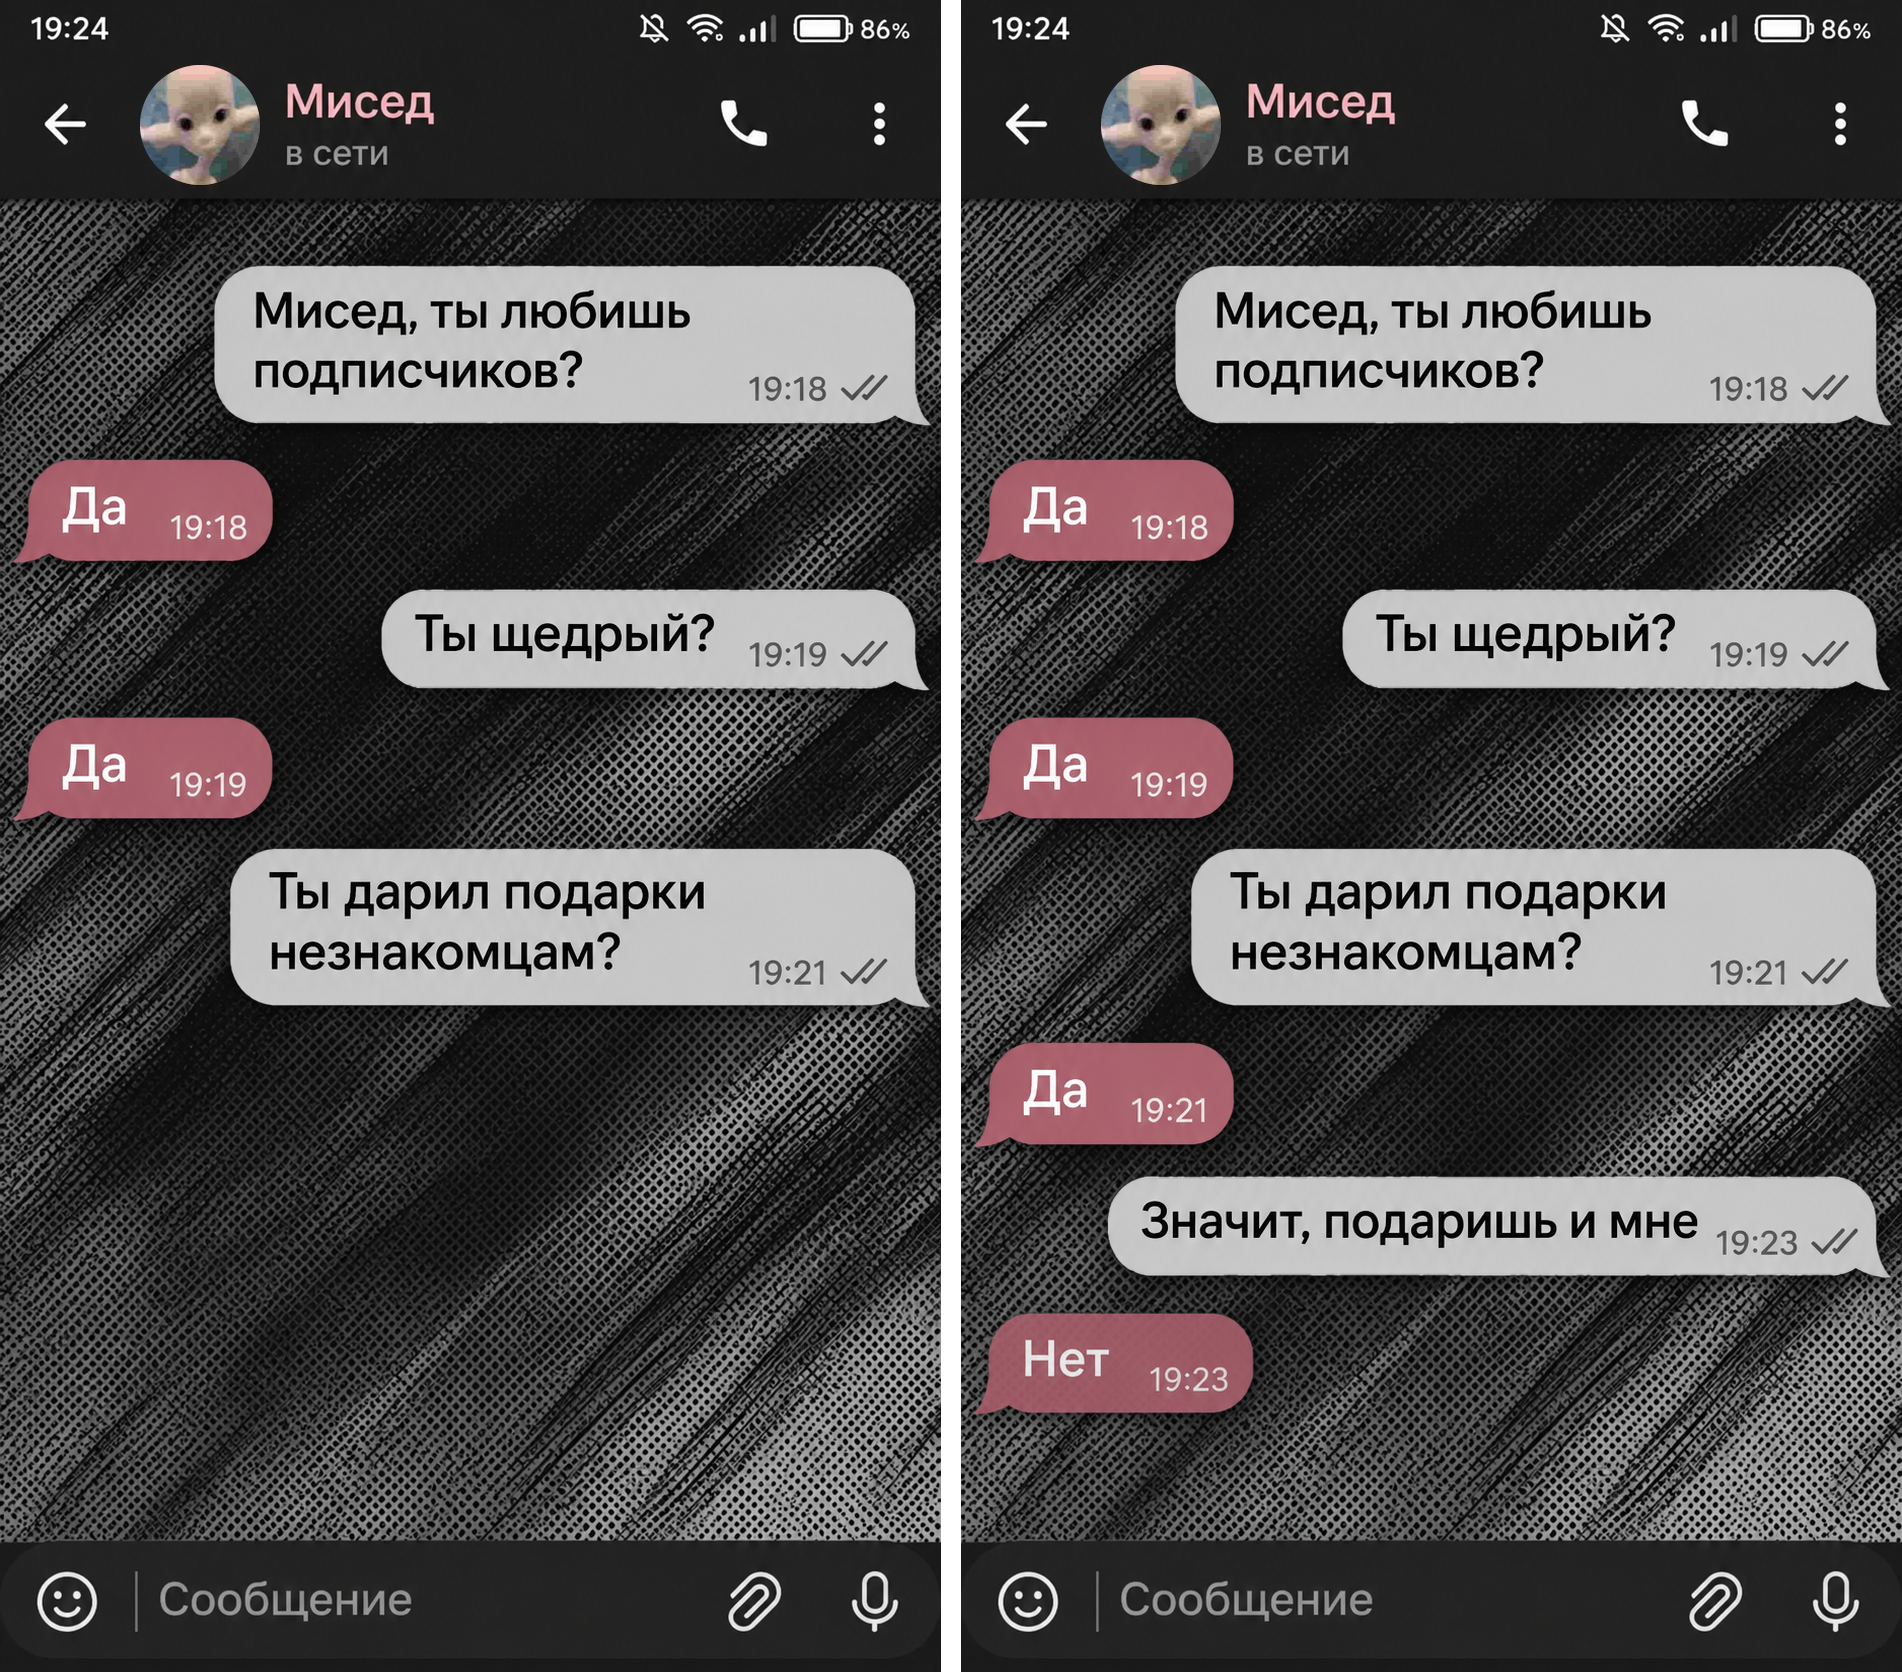 19:24
86%
Мисед
в сети
Мисед, ты любишь
подписчиков?
19:18
Да 19:18
Ты щедрый? 19:19
Да 19:19
Ты дарил подарки
незнакомцам?
19:21
Сообщение
19:24
86%
Мисед
в сети
Мисед, ты любишь
подписчиков?
19:18
Да 19:18
Ты щедрый? 19:19
Да 19:19
Ты дарил подарки
незнакомцам?
19:21
Да 19:21
Значит, подаришь и мне 19:23
Нет 19:23
Сообщение